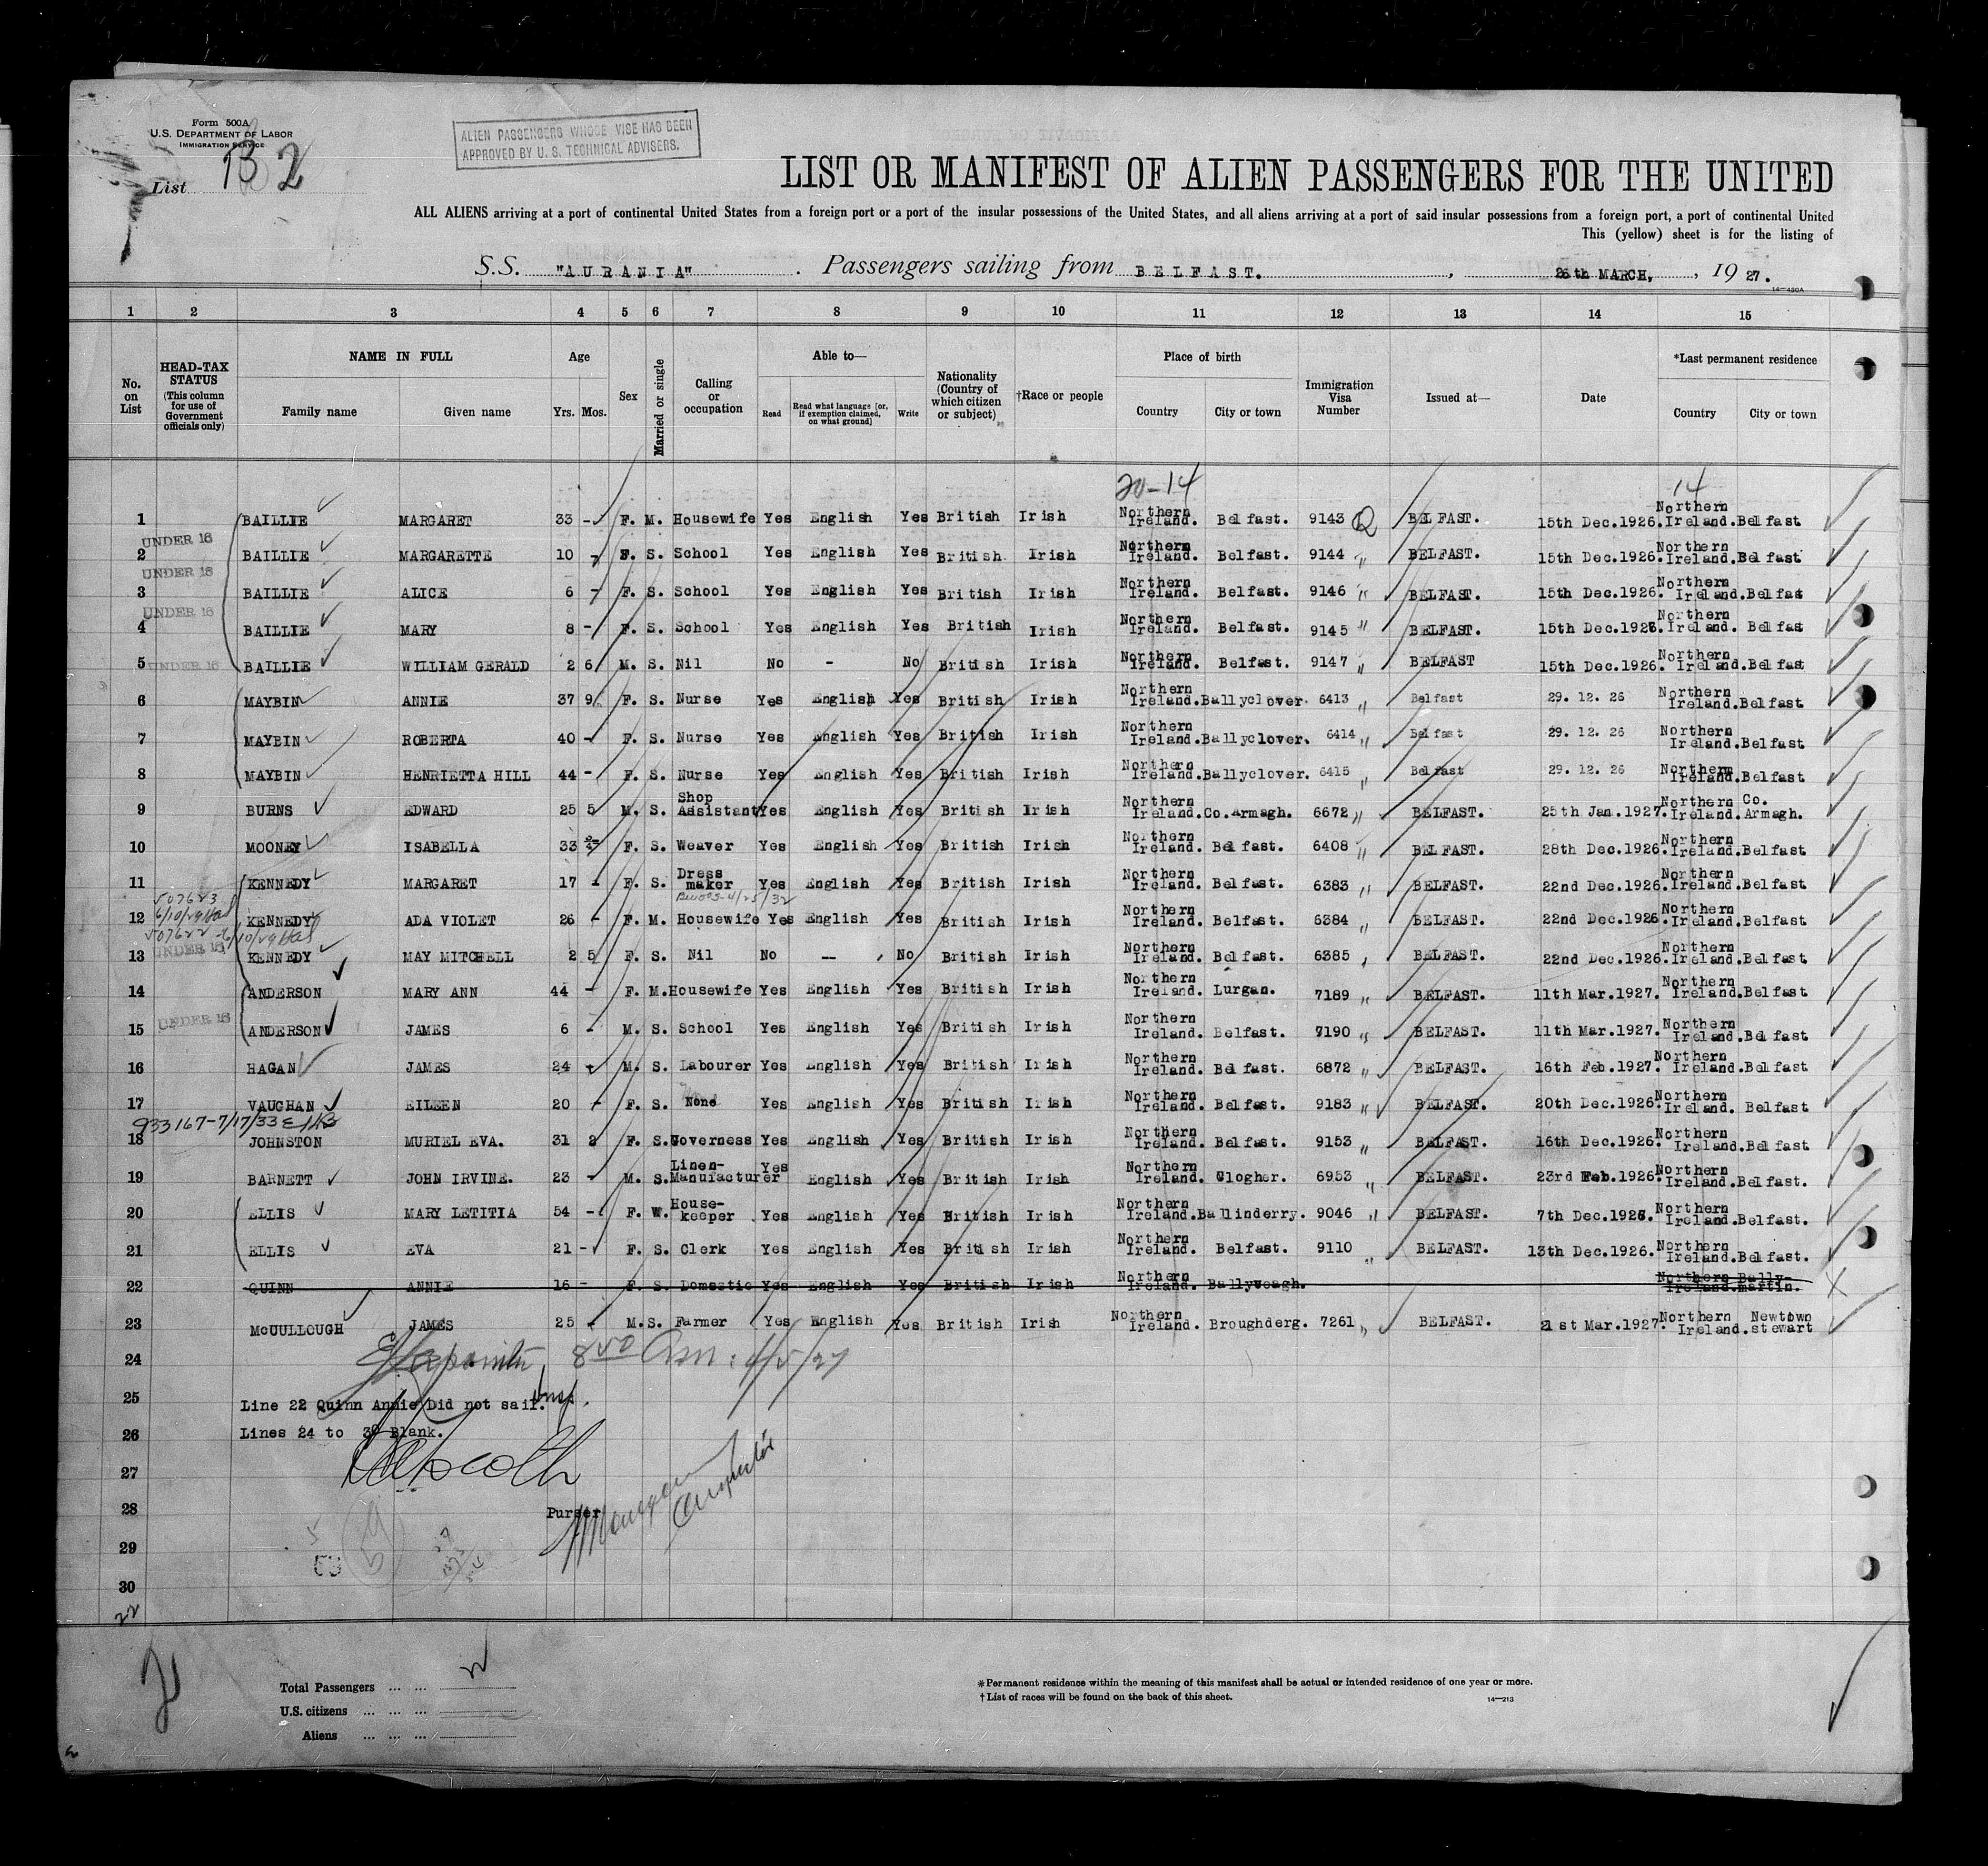 Form 500A
U.S. DEPARTMENT OF LABOR
IMMIGRATION SERVICE
List B 2
ALIEN PASSENGERS WHOSE VISE HAS BEEN
APPROVED BY U. S. TECHNICAL ADVISERS.
LIST OR MANIFEST OF ALIEN PASSENGERS FOR THE UNITED
ALL ALIENS arriving at a port of continental United States from a foreign port or a port of the insular possessions of the United States, and all aliens arriving at a port of said insular possessions from a foreign port, a port of continental United
This (yellow) sheet is for the listing of
S.S. "AURANIA". Passengers sailing from BELFAST. , 26th MARCH, , 19 27.
14—430A
1 2 3 4 5 6 7 8 9 10 11 12 13 14 15
No. on List
HEAD-TAX STATUS (This column for use of Government officials only)
NAME IN FULL Family name Given name
Age Yrs. Mos.
Sex
Married or single
Calling or occupation
Able to— Read Read what language [or, if exemption claimed, on what ground] Write
Nationality (Country of which citizen or subject)
†Race or people
Place of birth Country City or town
Immigration Visa Number
Issued at—
Date
*Last permanent residence Country City or town
20-14 14
1 BAILLIE MARGARET 33 - F. M. Housewife Yes English Yes British Irish Northern Ireland. Belfast. 9143 BELFAST. 15th Dec.1926. Northern Ireland. Belfast
UNDER 16
2 BAILLIE MARGARETTE 10 - F. S. School Yes English Yes British Irish Northern Ireland. Belfast. 9144 " BELFAST. 15th Dec.1926. Northern Ireland. Belfast
UNDER 16
3 BAILLIE ALICE 6 - F. S. School Yes English Yes British Irish Northern Ireland. Belfast. 9146 " BELFAST. 15th Dec.1926. Northern Ireland. Belfast
UNDER 16
4 BAILLIE MARY 8 - F. S. School Yes English Yes British Irish Northern Ireland. Belfast. 9145 " BELFAST. 15th Dec.1926. Northern Ireland. Belfast
5 UNDER 16 BAILLIE WILLIAM GERALD 2 6 M. S. Nil No - No British Irish Northern Ireland. Belfast. 9147 " BELFAST 15th Dec.1926. Northern Ireland. Belfast
6 MAYBIN ANNIE 37 9 F. S. Nurse Yes English Yes British Irish Northern Ireland. Ballyclover. 6413 " Belfast 29. 12. 26 Northern Ireland. Belfast
7 MAYBIN ROBERTA 40 - F. S. Nurse Yes English Yes British Irish Northern Ireland. Ballyclover. 6414 " Belfast 29. 12. 26 Northern Ireland. Belfast
8 MAYBIN HENRIETTA HILL 44 - F. S. Nurse Yes English Yes British Irish Northern Ireland. Ballyclover. 6415 " Belfast 29. 12. 26 Northern Ireland. Belfast
9 BURNS EDWARD 25 5 M. S. Shop Assistant Yes English Yes British Irish Northern Ireland. Co.Armagh. 6672 " BELFAST. 25th Jan.1927. Northern Ireland. Co. Armagh.
10 MOONEY ISABELLA 33 F. S. Weaver Yes English Yes British Irish Northern Ireland. Belfast. 6408 " BELFAST. 28th Dec.1926. Northern Ireland. Belfast
11 KENNEDY MARGARET 17 - F. S. Dress maker Yes English Yes British Irish Northern Ireland. Belfast. 6383 " BELFAST. 22nd Dec.1926. Northern Ireland. Belfast
507623
6/10/29
12 KENNEDY ADA VIOLET 26 - F. M. Housewife Yes English Yes British Irish Northern Ireland. Belfast. 6384 " BELFAST. 22nd Dec.1926. Northern Ireland. Belfast
507622 - 6/10/29
UNDER 16
13 KENNEDY MAY MITCHELL 2 5 F. S. Nil No -- No British Irish Northern Ireland. Belfast. 6385 " BELFAST. 22nd Dec.1926. Northern Ireland. Belfast
14 ANDERSON MARY ANN 44 - F. M. Housewife Yes English Yes British Irish Northern Ireland. Lurgan. 7189 " BELFAST. 11th Mar.1927. Northern Ireland. Belfast
15 UNDER 16 ANDERSON JAMES 6 - M. S. School Yes English Yes British Irish Northern Ireland. Belfast. 7190 " BELFAST. 11th Mar.1927. Northern Ireland. Belfast
16 HAGAN JAMES 24 - M. S. Labourer Yes English Yes British Irish Northern Ireland. Belfast. 6872 " BELFAST. 16th Feb.1927. Northern Ireland. Belfast
17 VAUGHAN EILEEN 20 - F. S. None Yes English Yes British Irish Northern Ireland. Belfast. 9183 " BELFAST. 20th Dec.1926. Northern Ireland. Belfast
933167-7/17/33
18 JOHNSTON MURIEL EVA. 31 2 F. S. Governess Yes English Yes British Irish Northern Ireland. Belfast. 9153 " BELFAST. 16th Dec.1926. Northern Ireland. Belfast
19 BARNETT JOHN IRVINE. 23 - M. S. Linen-Manufacturer Yes English Yes British Irish Northern Ireland. Clogher. 6953 " BELFAST. 23rd Feb.1926. Northern Ireland. Belfast.
20 ELLIS MARY LETITIA 54 - F. W. House-keeper Yes English Yes British Irish Northern Ireland. Ballinderry. 9046 " BELFAST. 7th Dec.1926. Northern Ireland. Belfast.
21 ELLIS EVA 21 - F. S. Clerk Yes English Yes British Irish Northern Ireland. Belfast. 9110 " BELFAST. 13th Dec.1926. Northern Ireland. Belfast.
22 QUINN ANNIE 16 - F. S. Domestic Yes English Yes British Irish Northern Ireland. Ballyveagh. Northern Ireland. Bally-martin. X
23 McUULLOUGH JAMES 25 - M. S. Farmer Yes English Yes British Irish Northern Ireland. Broughderg. 7261 " BELFAST. 21st Mar.1927. Northern Ireland. Newtown stewart
24 8 50 am: 4/5/27
25 Line 22 Quinn Annie Did not sail.
26 Lines 24 to 30 Blank.
27
28 Purser
29
30
22
Total Passengers ... ...
U.S. citizens ... ... ...
Aliens ... ... ...
*Permanent residence within the meaning of this manifest shall be actual or intended residence of one year or more.
†List of races will be found on the back of this sheet.
14—213